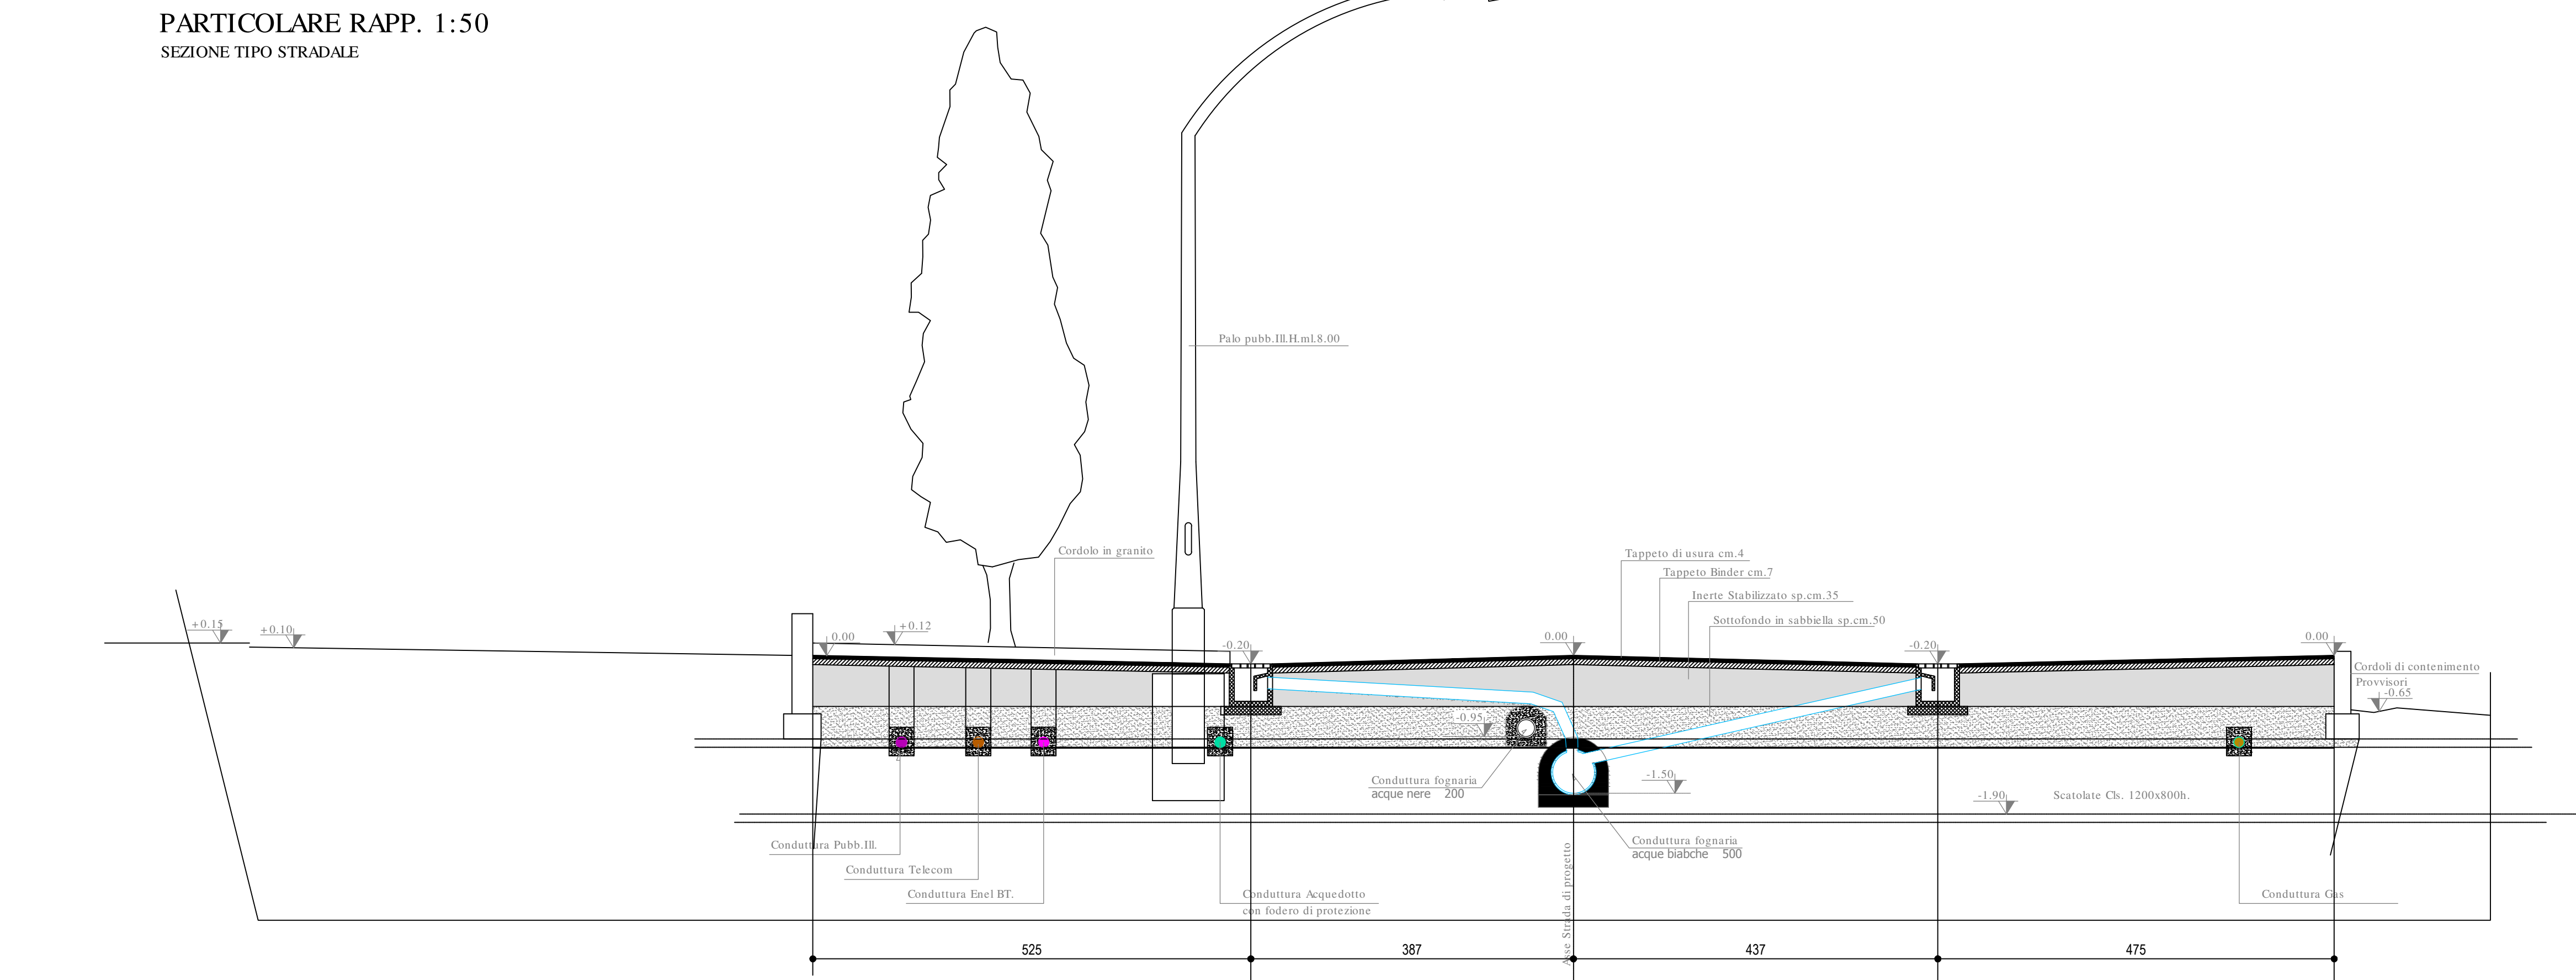 PARTICOLARE RAPP. 1:50
SEZIONE TIPO STRADALE
Palo pubb.Ill.H.ml.8.00
Cordolo in granito
Tappeto di usura cm.4
Tappeto Binder cm.7
Inerte Stabilizzato sp.cm.35
Sottofondo in sabbiella sp.cm.50
+0.15
+0.10
0.00
+0.12
-0.20
0.00
-0.20
0.00
Cordoli di contenimento
Provvisori
-0.65
-0.95
Conduttura fognaria
acque nere 200
-1.50
-1.90
Scatolate Cls. 1200x800h.
Conduttura Pubb.Ill.
Conduttura fognaria
acque biabche 500
Conduttura Telecom
Conduttura Enel BT.
Conduttura Acquedotto
con fodero di protezione
Asse Strada di progetto
Conduttura Gas
525
387
437
475